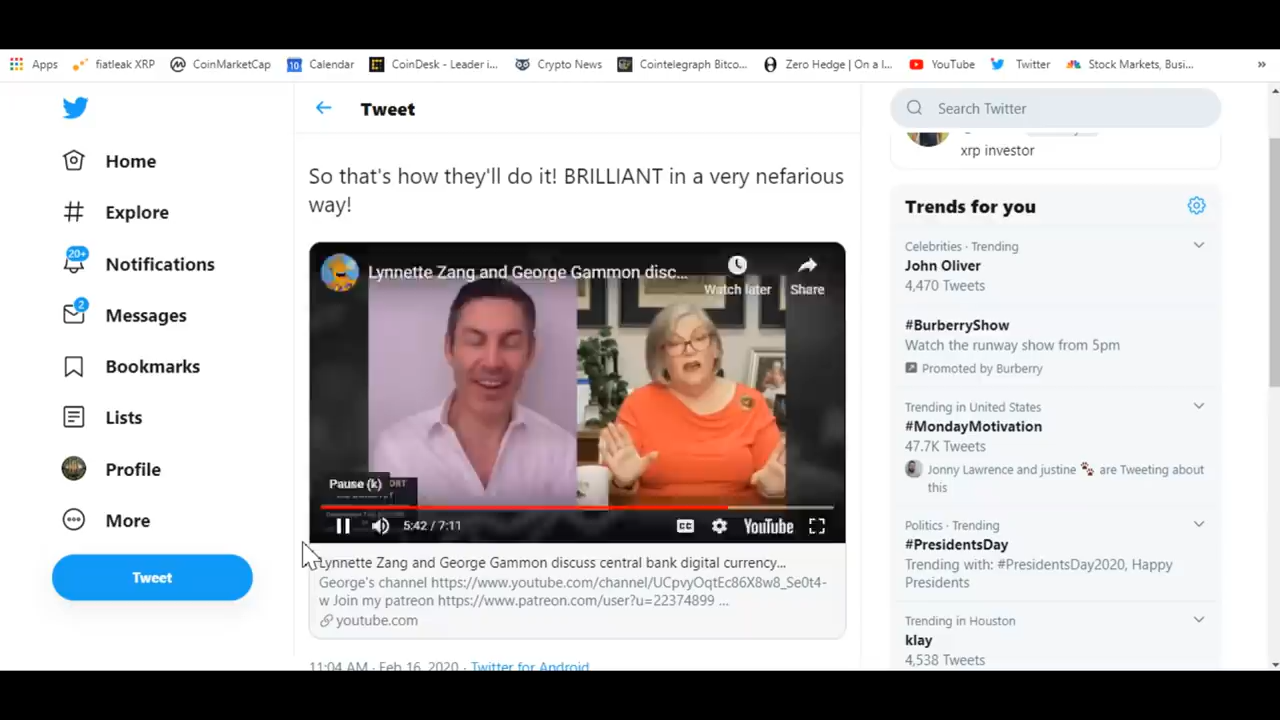 Apps
fiatleak XRP
CoinMarketCap
Calendar
CoinDesk - Leader i...
Crypto News
Cointelegraph Bitco...
Zero Hedge | On a l...
YouTube
Twitter
Stock Markets, Busi...
»
Home
Explore
20+
Notifications
2
Messages
Bookmarks
Lists
Profile
More
Tweet
Tweet
So that's how they'll do it! BRILLIANT in a very nefarious
way!
Lynnette Zang and George Gammon disc...
Watch later
Share
Pause (k)
5:42 / 7:11
CC
YouTube
Lynnette Zang and George Gammon discuss central bank digital currency...
George's channel https://www.youtube.com/channel/UCpvyOqtEc86X8w8_Se0t4-
w Join my patreon https://www.patreon.com/user?u=22374899 ...
youtube.com
11:04 AM · Feb 16, 2020 · Twitter for Android
Search Twitter
xrp investor
Trends for you
Celebrities · Trending
John Oliver
4,470 Tweets
#BurberryShow
Watch the runway show from 5pm
Promoted by Burberry
Trending in United States
#MondayMotivation
47.7K Tweets
Jonny Lawrence and justine 🐾 are Tweeting about
this
Politics · Trending
#PresidentsDay
Trending with: #PresidentsDay2020, Happy
Presidents
Trending in Houston
klay
4,538 Tweets